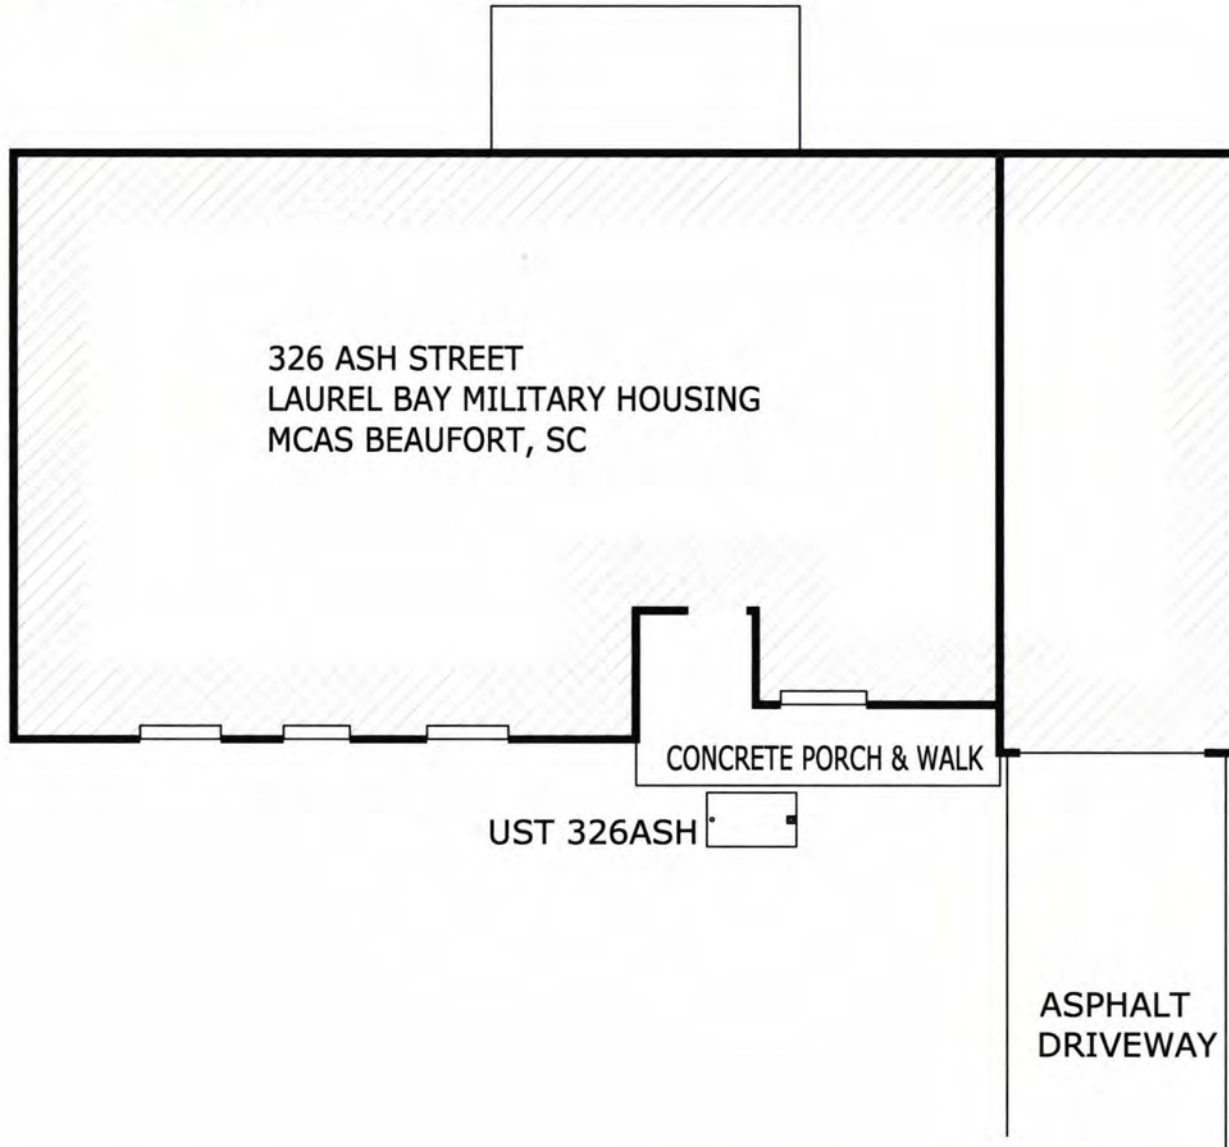 326 ASH STREET
LAUREL BAY MILITARY HOUSING
MCAS BEAUFORT, SC
CONCRETE PORCH & WALK
UST 326ASH
ASPHALT
DRIVEWAY